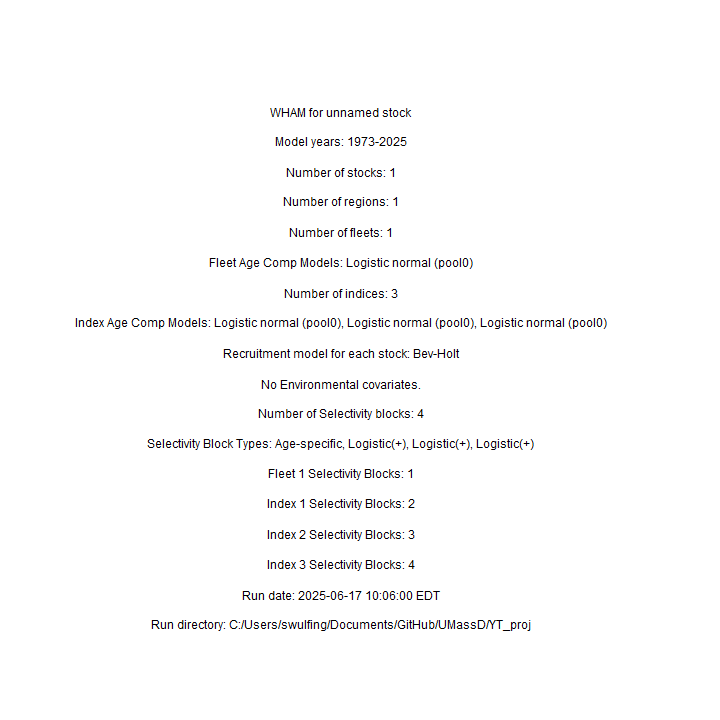 WHAM for unnamed stock
Model years: 1973-2025
Number of stocks: 1
Number of regions: 1
Number of fleets: 1
Fleet Age Comp Models: Logistic normal (pool0)
Number of indices: 3
Index Age Comp Models: Logistic normal (pool0), Logistic normal (pool0), Logistic normal (pool0)
Recruitment model for each stock: Bev-Holt
No Environmental covariates.
Number of Selectivity blocks: 4
Selectivity Block Types: Age-specific, Logistic(+), Logistic(+), Logistic(+)
Fleet 1 Selectivity Blocks: 1
Index 1 Selectivity Blocks: 2
Index 2 Selectivity Blocks: 3
Index 3 Selectivity Blocks: 4
Run date: 2025-06-17 10:06:00 EDT
Run directory: C:/Users/swulfing/Documents/GitHub/UMassD/YT_proj